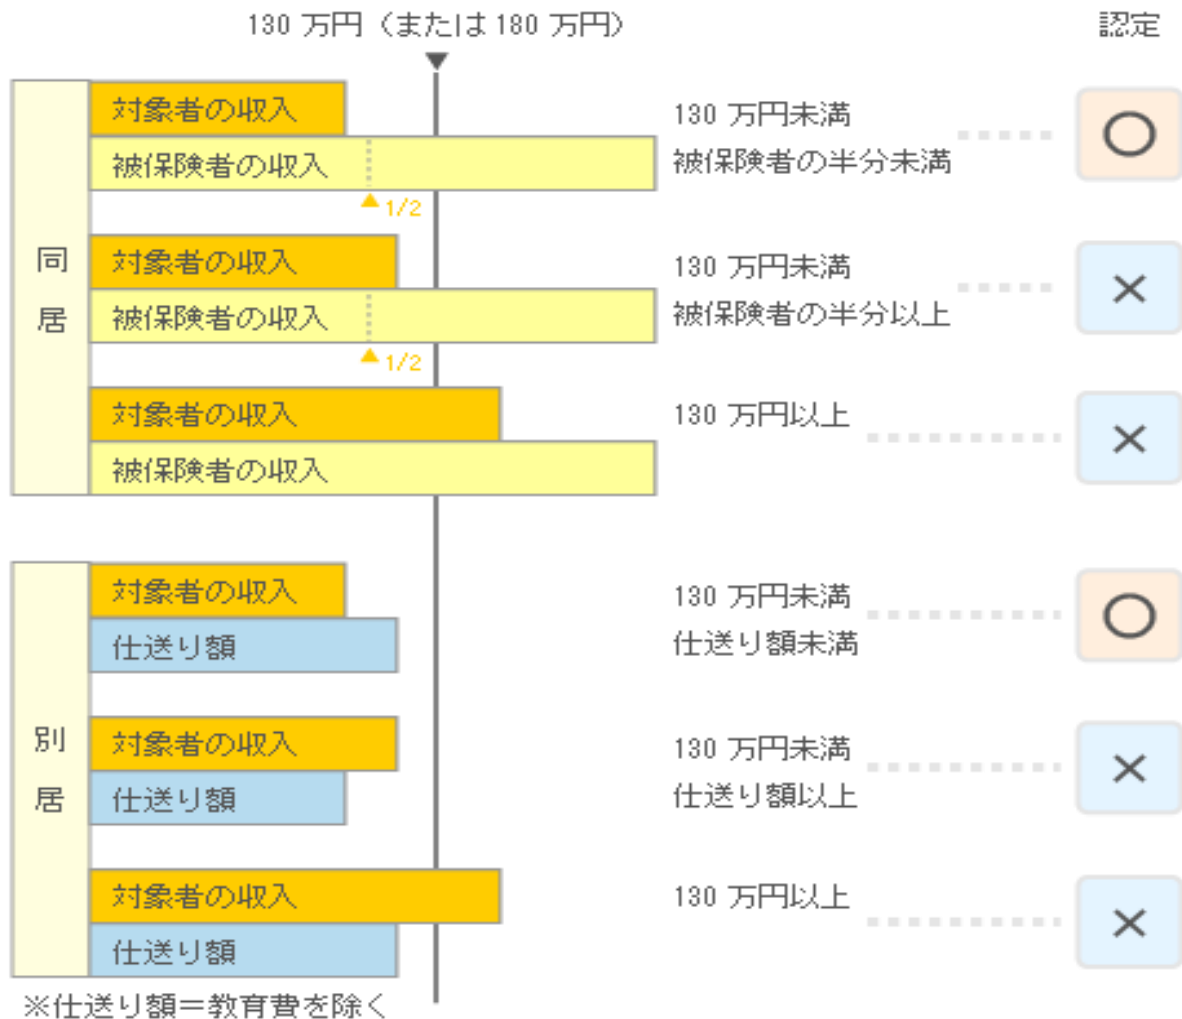 130 万円（または 180 万円）
認定
同居
対象者の収入
被保険者の収入
1/2
130 万円未満
被保険者の半分未満
○
対象者の収入
被保険者の収入
1/2
130 万円未満
被保険者の半分以上
×
対象者の収入
被保険者の収入
130 万円以上
×
別居
対象者の収入
仕送り額
130 万円未満
仕送り額未満
○
対象者の収入
仕送り額
130 万円未満
仕送り額以上
×
対象者の収入
仕送り額
130 万円以上
×
※仕送り額＝教育費を除く